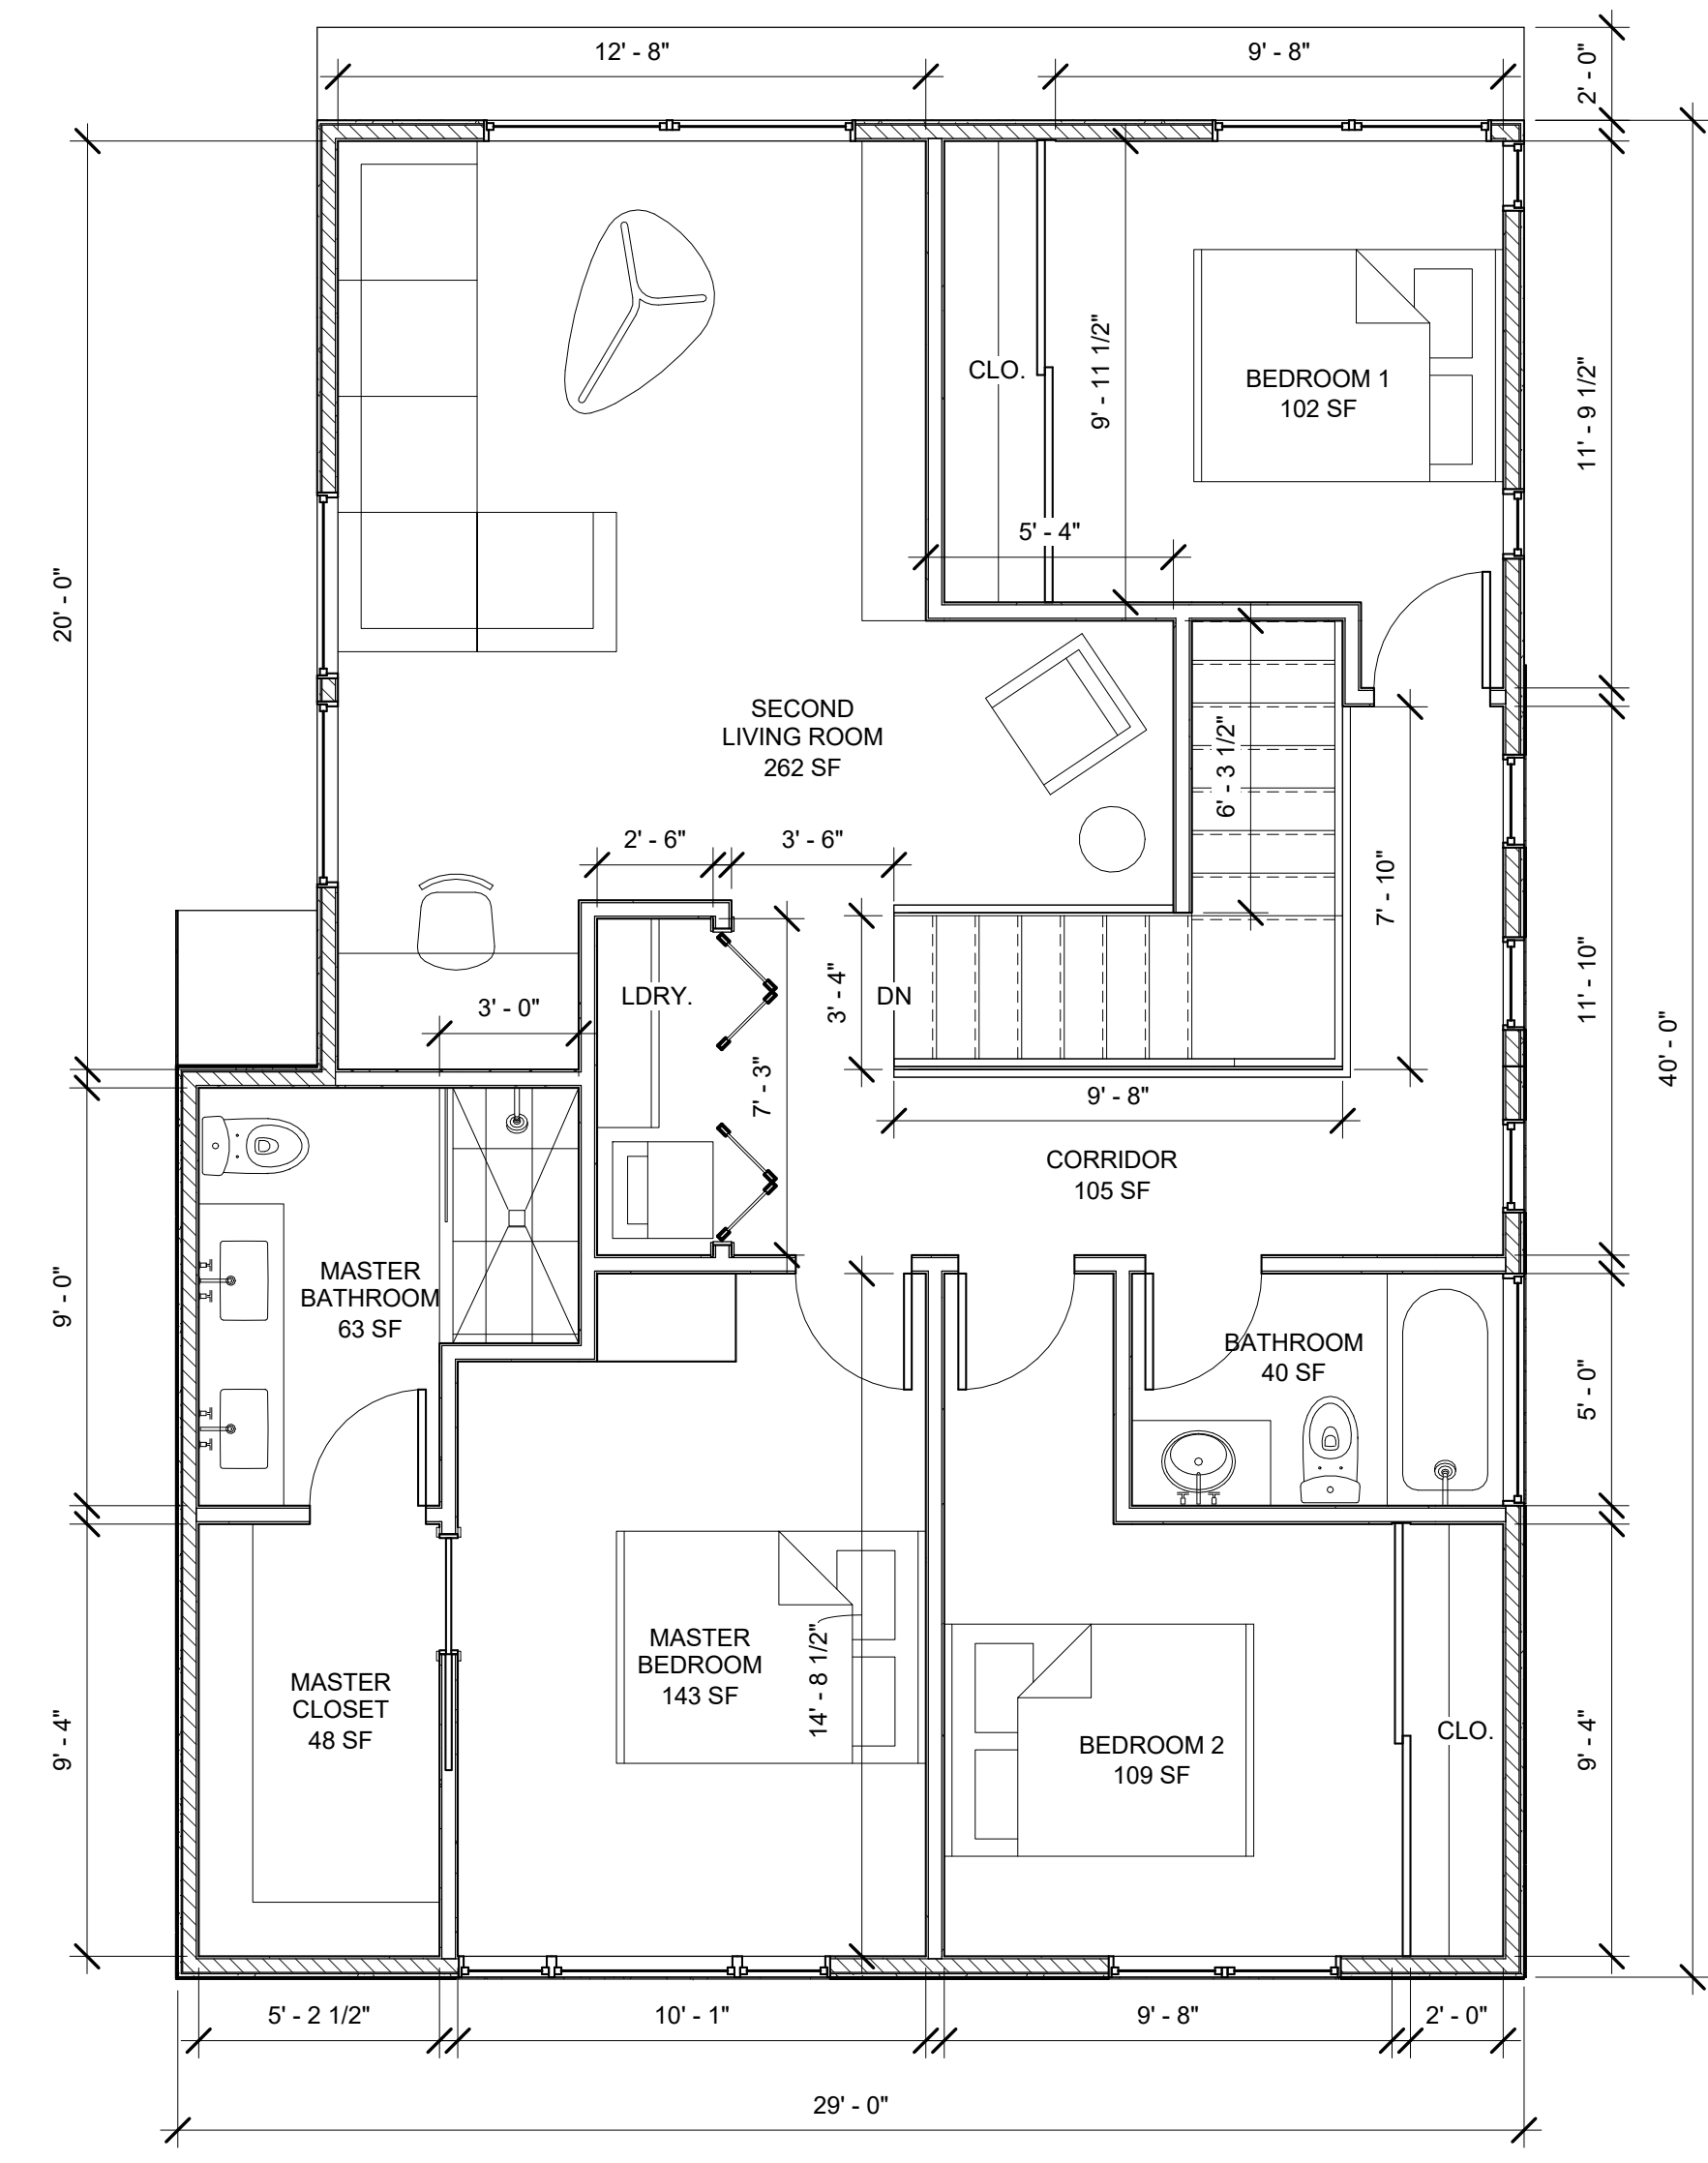 12' - 8"
9' - 8"
2' - 0"
CLO.
9' - 11 1/2"
BEDROOM 1
102 SF
11' - 9 1/2"
5' - 4"
20' - 0"
SECOND
LIVING ROOM
262 SF
6' - 3 1/2"
2' - 6"
3' - 6"
7' - 10"
LDRY.
3' - 4"
DN
11' - 10"
40' - 0"
3' - 0"
7' - 3"
9' - 8"
CORRIDOR
105 SF
MASTER
BATHROOM
63 SF
9' - 0"
BATHROOM
40 SF
5' - 0"
MASTER
BEDROOM
143 SF
14' - 8 1/2"
MASTER
CLOSET
48 SF
9' - 4"
BEDROOM 2
109 SF
CLO.
9' - 4"
5' - 2 1/2"
10' - 1"
9' - 8"
2' - 0"
29' - 0"